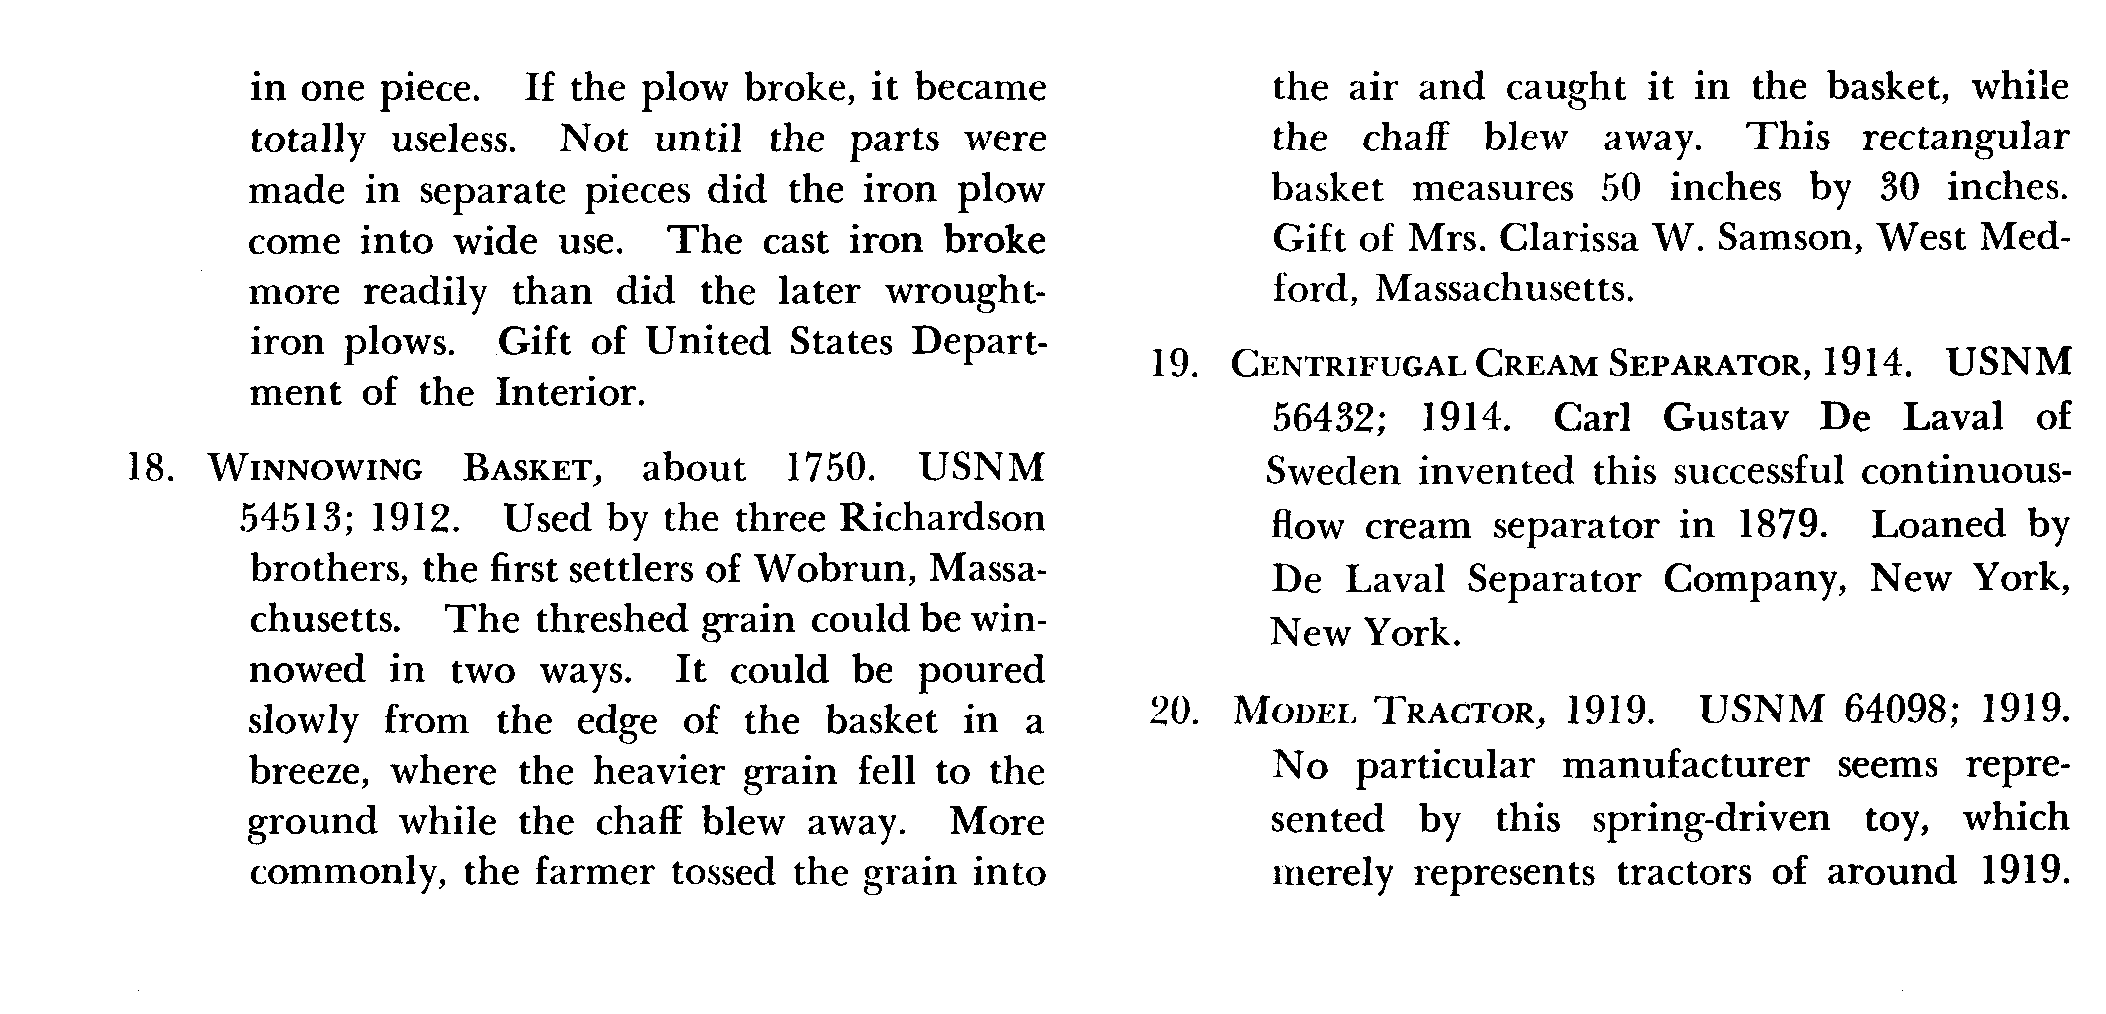 in one piece. If the plow broke, it became
totally useless. Not until the parts were
made in separate pieces did the iron plow
come into wide use. The cast iron broke
more readily than did the later wrought-
iron plows. Gift of United States Depart-
ment of the Interior.
18. WINNOWING BASKET, about 1750. USNM
54513; 1912. Used by the three Richardson
brothers, the first settlers of Wobrun, Massa-
chusetts. The threshed grain could be win-
nowed in two ways. It could be poured
slowly from the edge of the basket in a
breeze, where the heavier grain fell to the
ground while the chaff blew away. More
commonly, the farmer tossed the grain into
the air and caught it in the basket, while
the chaff blew away. This rectangular
basket measures 50 inches by 30 inches.
Gift of Mrs. Clarissa W. Samson, West Med-
ford, Massachusetts.
19. CENTRIFUGAL CREAM SEPARATOR, 1914. USNM
56432; 1914. Carl Gustav De Laval of
Sweden invented this successful continuous-
flow cream separator in 1879. Loaned by
De Laval Separator Company, New York,
New York.
20. MODEL TRACTOR, 1919. USNM 64098; 1919.
No particular manufacturer seems repre-
sented by this spring-driven toy, which
merely represents tractors of around 1919.